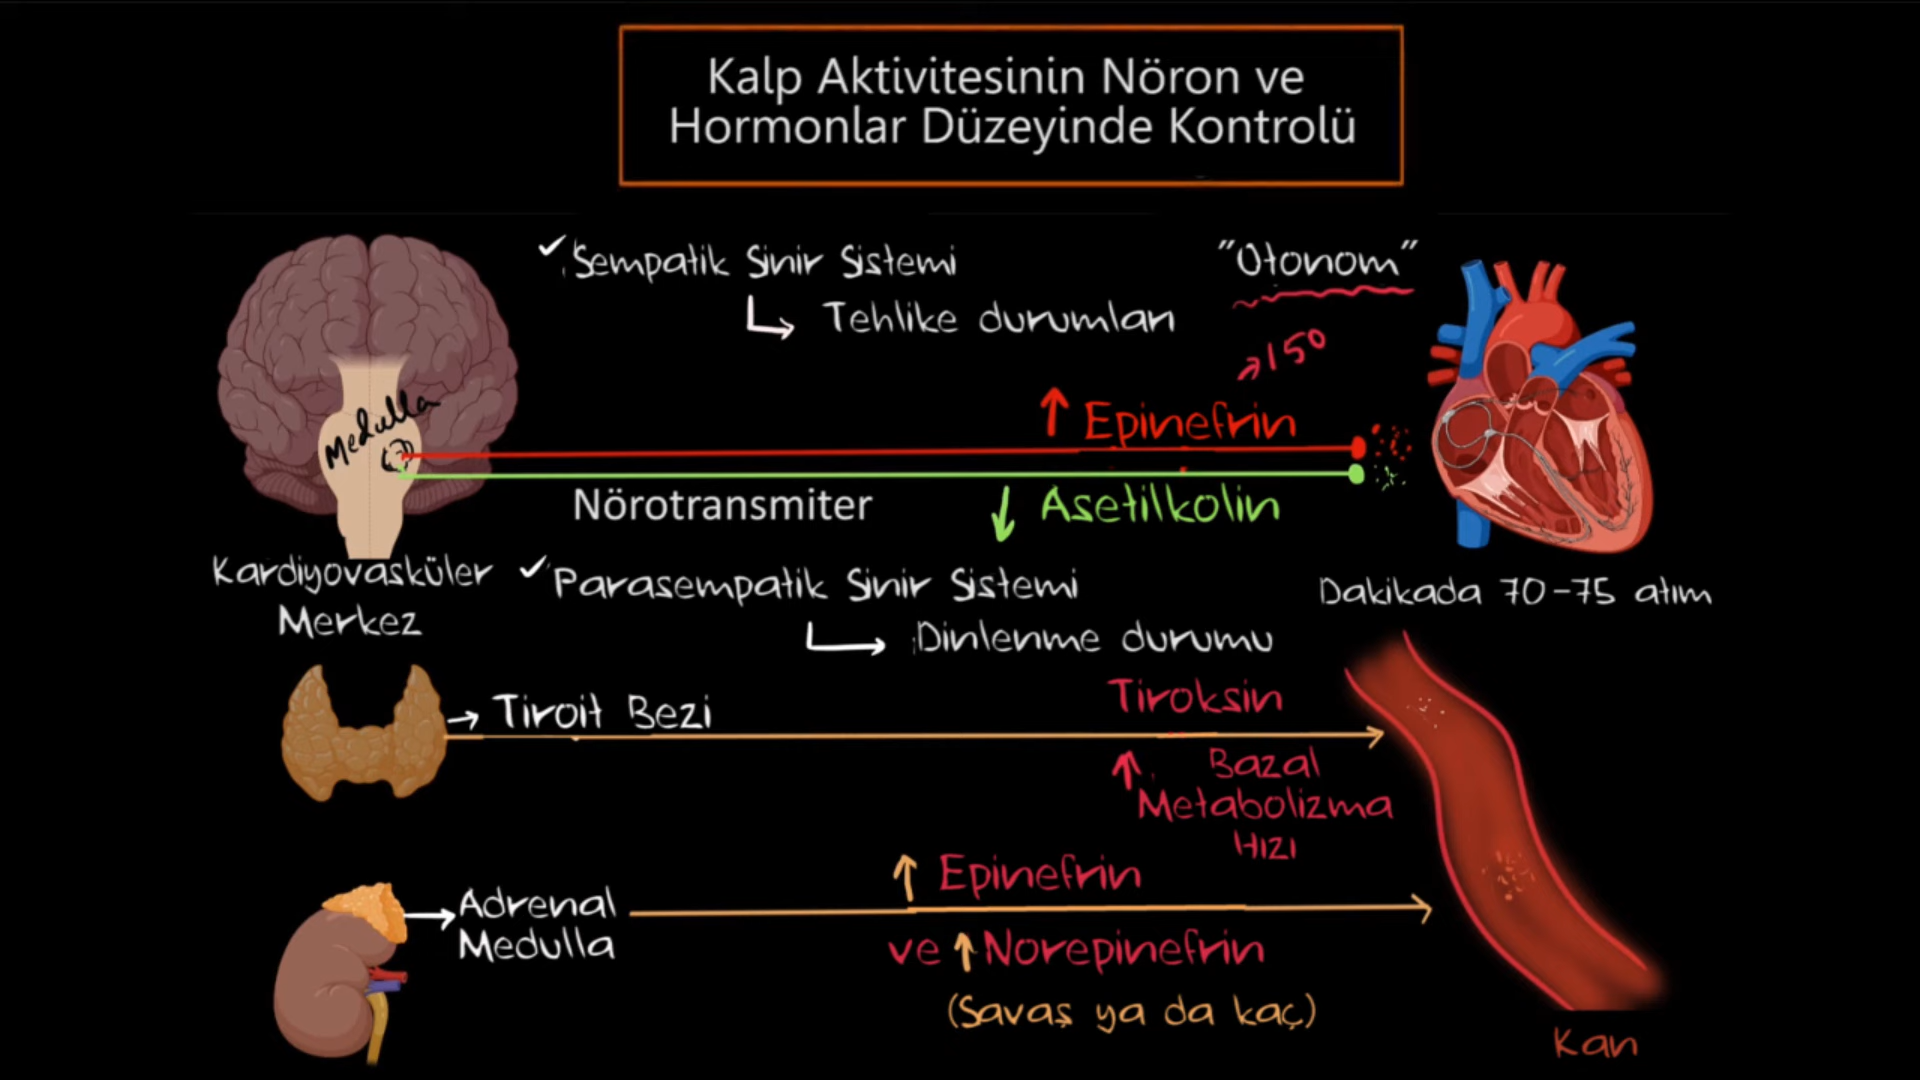 Kalp Aktivitesinin Nöron ve
Hormonlar Düzeyinde Kontrolü
✓ Sempatik Sinir Sistemi
"Otonom"
↳ Tehlike durumları
→150
Medulla
↑ Epinefrin
Nörotransmiter
↓ Asetilkolin
Kardiyovasküler
Merkez
✓ Parasempatik Sinir Sistemi
Dakikada 70-75 atım
↳ Dinlenme durumu
→ Tiroit Bezi
Tiroksin
↑ Bazal
Metabolizma
Hızı
→ Adrenal
Medulla
↑ Epinefrin
ve ↑ Norepinefrin
(Savaş ya da kaç)
Kan